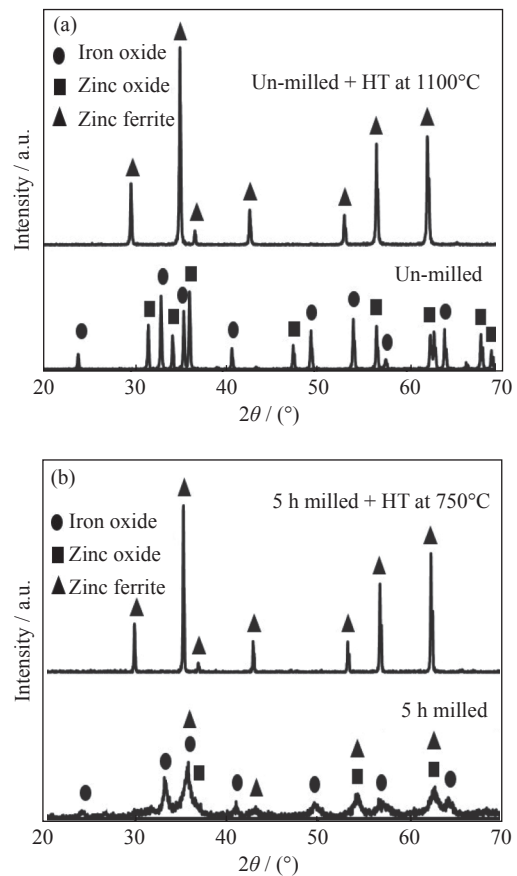 (a)
Iron oxide
Zinc oxide
Zinc ferrite
Un-milled + HT at 1100°C
Un-milled
Intensity / a.u.
20 30 40 50 60 70
2θ / (°)
(b)
Iron oxide
Zinc oxide
Zinc ferrite
5 h milled + HT at 750°C
5 h milled
Intensity / a.u.
20 30 40 50 60 70
2θ / (°)